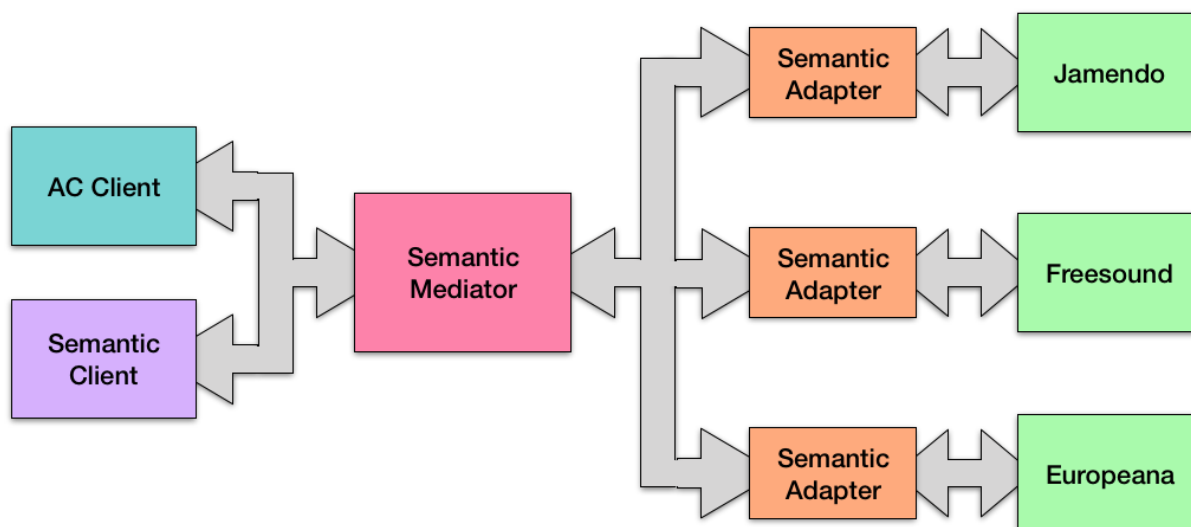 Semantic
Adapter
Jamendo
AC Client
Semantic
Mediator
Semantic
Adapter
Freesound
Semantic
Client
Semantic
Adapter
Europeana